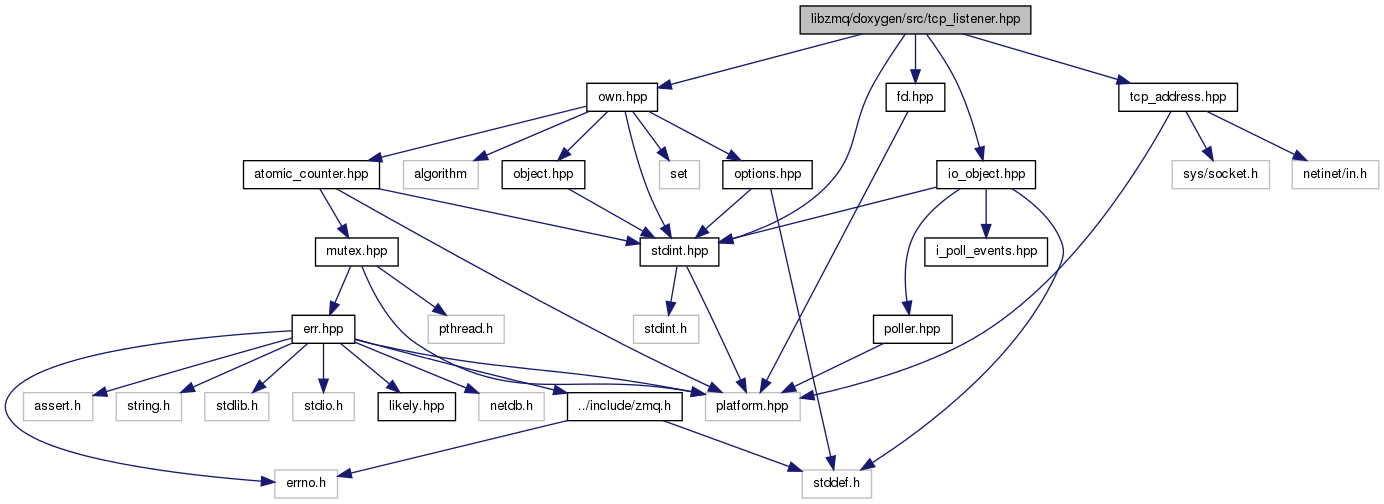 libzmq/doxygen/src/tcp_listener.hpp
own.hpp
fd.hpp
tcp_address.hpp
atomic_counter.hpp
algorithm
object.hpp
set
options.hpp
io_object.hpp
sys/socket.h
netinet/in.h
mutex.hpp
stdint.hpp
i_poll_events.hpp
err.hpp
pthread.h
stdint.h
poller.hpp
assert.h
string.h
stdlib.h
stdio.h
likely.hpp
netdb.h
../include/zmq.h
platform.hpp
errno.h
stddef.h